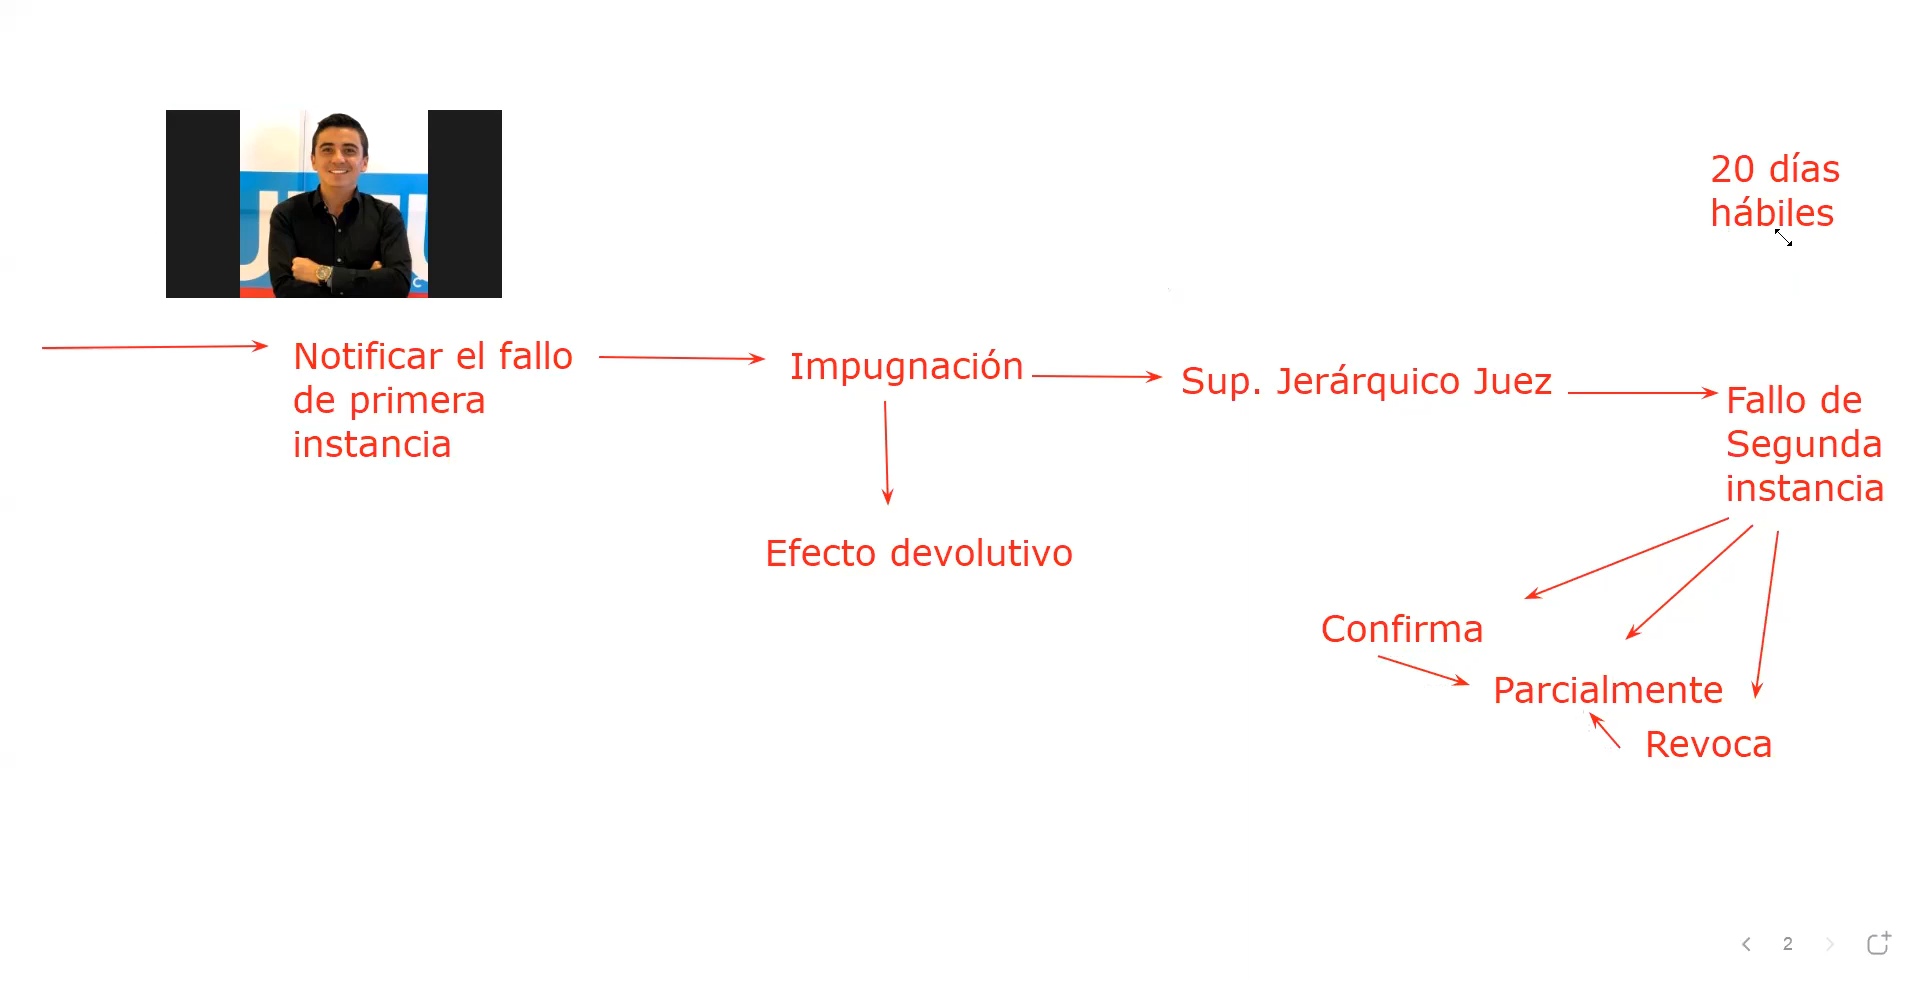 20 días
hábiles
Notificar el fallo
de primera
instancia
Impugnación
Sup. Jerárquico Juez
Fallo de
Segunda
instancia
Efecto devolutivo
Confirma
Parcialmente
Revoca
2